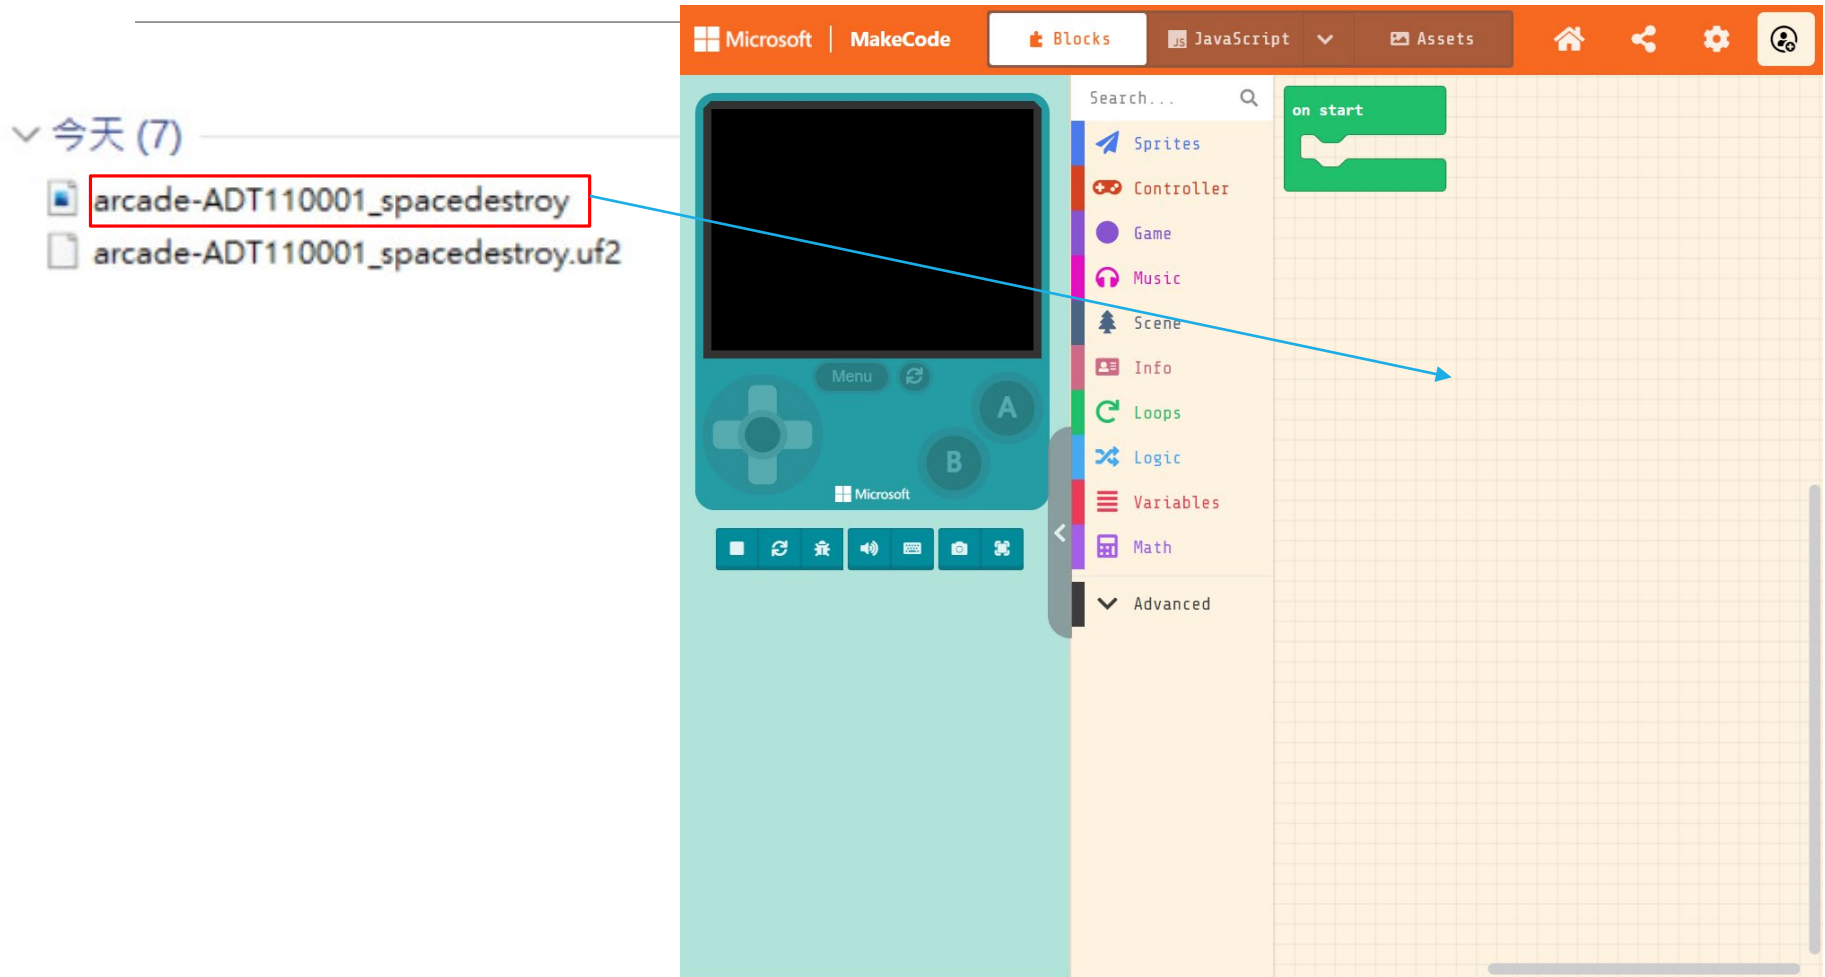 今天 (7)
arcade-ADT110001_spacedestroy
arcade-ADT110001_spacedestroy.uf2
Microsoft | MakeCode
Blocks
JS JavaScript
Assets
Menu
A
B
Microsoft
Search...
Sprites
Controller
Game
Music
Scene
Info
Loops
Logic
Variables
Math
Advanced
on start